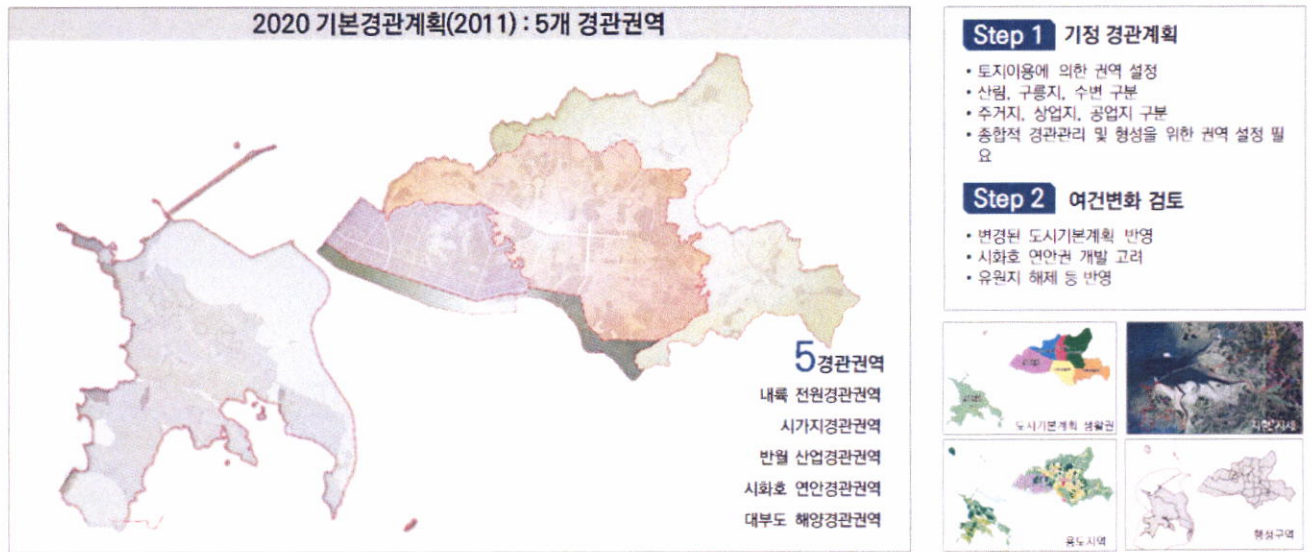 2020 기본경관계획(2011) : 5개 경관권역
5경관권역
내륙 전원경관권역
시가지경관권역
반월 산업경관권역
시화호 연안경관권역
대부도 해양경관권역
Step 1 기정 경관계획
• 토지이용에 의한 권역 설정
• 산림, 구릉지, 수변 구분
• 주거지, 상업지, 공업지 구분
• 종합적 경관관리 및 형성을 위한 권역 설정 필
요
Step 2 여건변화 검토
• 변경된 도시기본계획 반영
• 시화호 연안권 개발 고려
• 유원지 해제 등 반영
도시기본계획 생활권
지형,지세
용도지역
행정구역